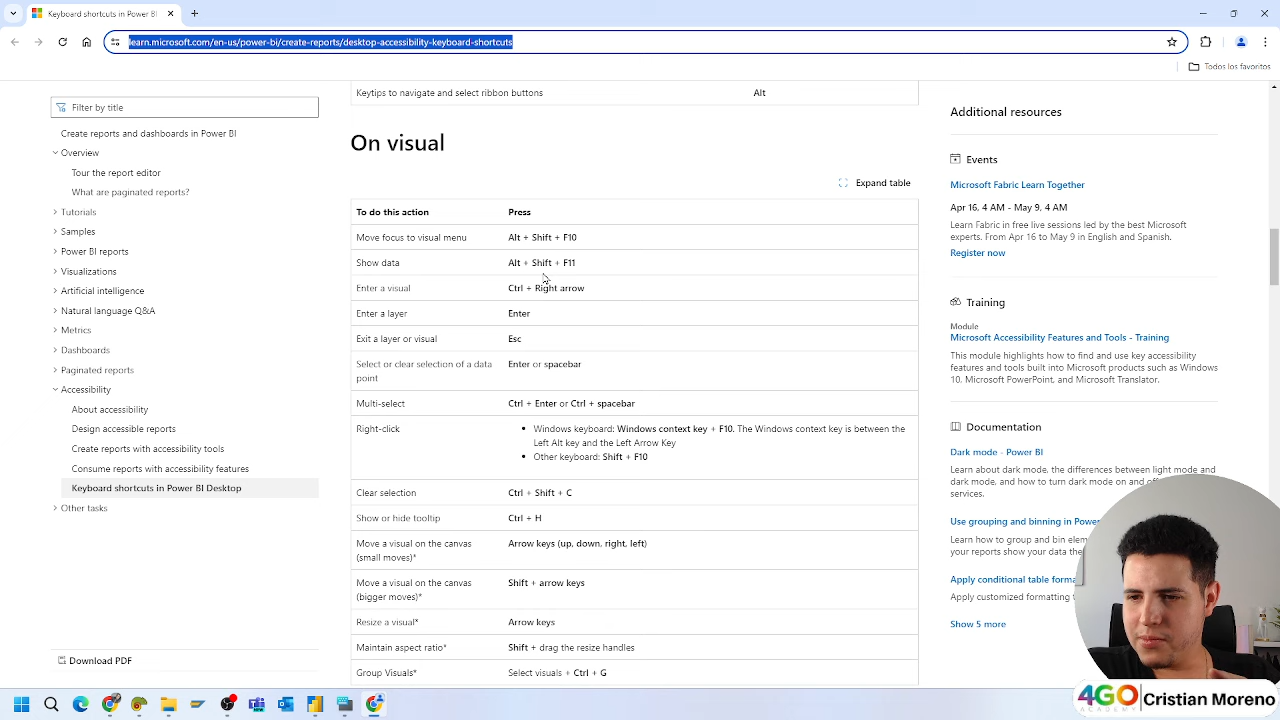 Keyboard shortcuts in Power BI
learn.microsoft.com/en-us/power-bi/create-reports/desktop-accessibility-keyboard-shortcuts
Todos los favoritos
Filter by title
Create reports and dashboards in Power BI
Overview
Tour the report editor
What are paginated reports?
Tutorials
Samples
Power BI reports
Visualizations
Artificial intelligence
Natural language Q&A
Metrics
Dashboards
Paginated reports
Accessibility
About accessibility
Design accessible reports
Create reports with accessibility tools
Consume reports with accessibility features
Keyboard shortcuts in Power BI Desktop
Other tasks
Download PDF
Keytips to navigate and select ribbon buttons Alt
On visual
Expand table
To do this action Press
Move focus to visual menu Alt + Shift + F10
Show data Alt + Shift + F11
Enter a visual Ctrl + Right arrow
Enter a layer Enter
Exit a layer or visual Esc
Select or clear selection of a data Enter or spacebar
point
Multi-select Ctrl + Enter or Ctrl + spacebar
Right-click • Windows keyboard: Windows context key + F10. The Windows context key is between the
Left Alt key and the Left Arrow Key
• Other keyboard: Shift + F10
Clear selection Ctrl + Shift + C
Show or hide tooltip Ctrl + H
Move a visual on the canvas Arrow keys (up, down, right, left)
(small moves)*
Move a visual on the canvas Shift + arrow keys
(bigger moves)*
Resize a visual* Arrow keys
Maintain aspect ratio* Shift + drag the resize handles
Group Visuals* Select visuals + Ctrl + G
Additional resources
Events
Microsoft Fabric Learn Together
Apr 16, 4 AM - May 9, 4 AM
Learn Fabric in free live sessions led by the best Microsoft
experts. From Apr 16 to May 9 in English and Spanish.
Register now
Training
Module
Microsoft Accessibility Features and Tools - Training
This module highlights how to find and use key accessibility
features and tools built into Microsoft products such as Windows
10, Microsoft PowerPoint, and Microsoft Translator.
Documentation
Dark mode - Power BI
Learn about dark mode, the differences between light mode and
dark mode, and how to turn dark mode on and
services.
Use grouping and binning in Power
Learn how to group and bin
your reports show your data
Apply conditional table
Apply customized formatting
Show 5 more
4GO
ACADEMY
Cristian Moreno